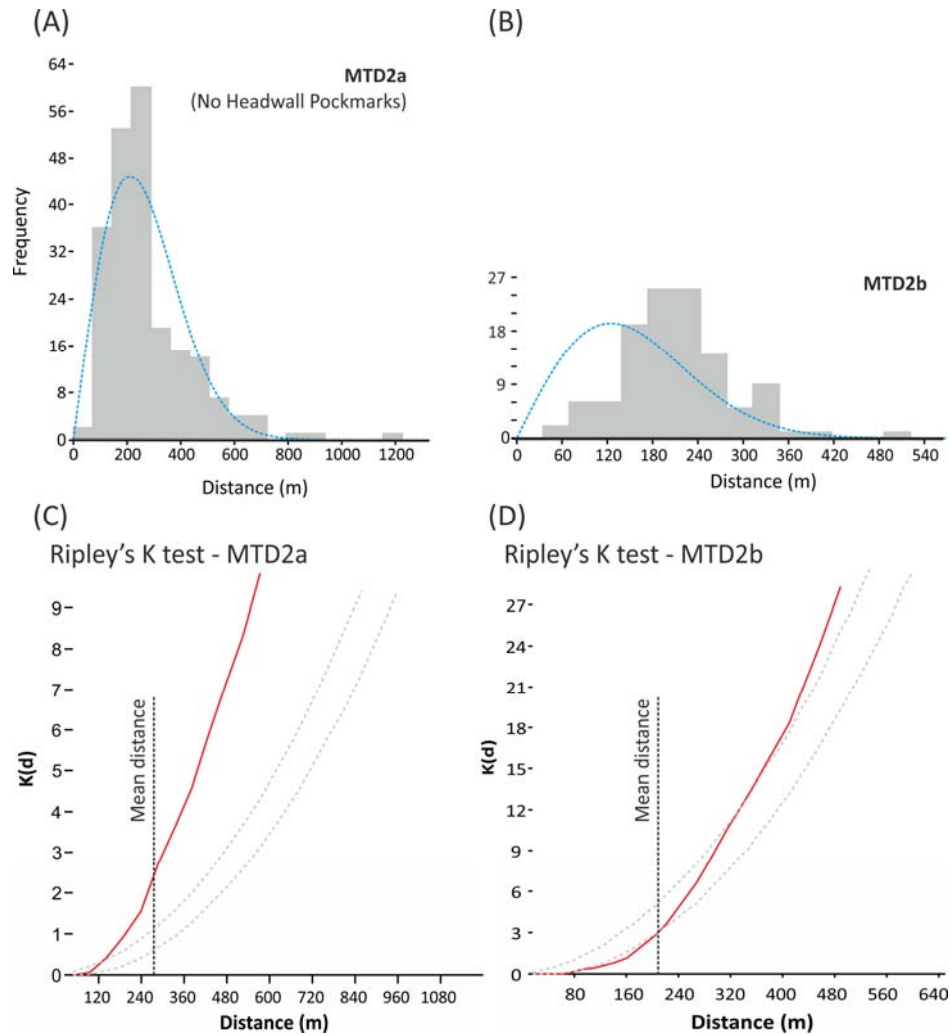 (A)
MTD2a
(No Headwall Pockmarks)
64
56
48
40
32
24
16
8
0
Frequency
0 200 400 600 800 1000 1200
Distance (m)
(B)
MTD2b
27
18
9
0
0 60 120 180 240 300 360 420 480 540
Distance (m)
(C)
Ripley's K test - MTD2a
9
8
7
6
5
4
3
2
1
0
K(d)
Mean distance
120 240 360 480 600 720 840 960 1080
Distance (m)
(D)
Ripley's K test - MTD2b
27
24
21
18
15
12
9
6
3
0
K(d)
Mean distance
80 160 240 320 400 480 560 640
Distance (m)